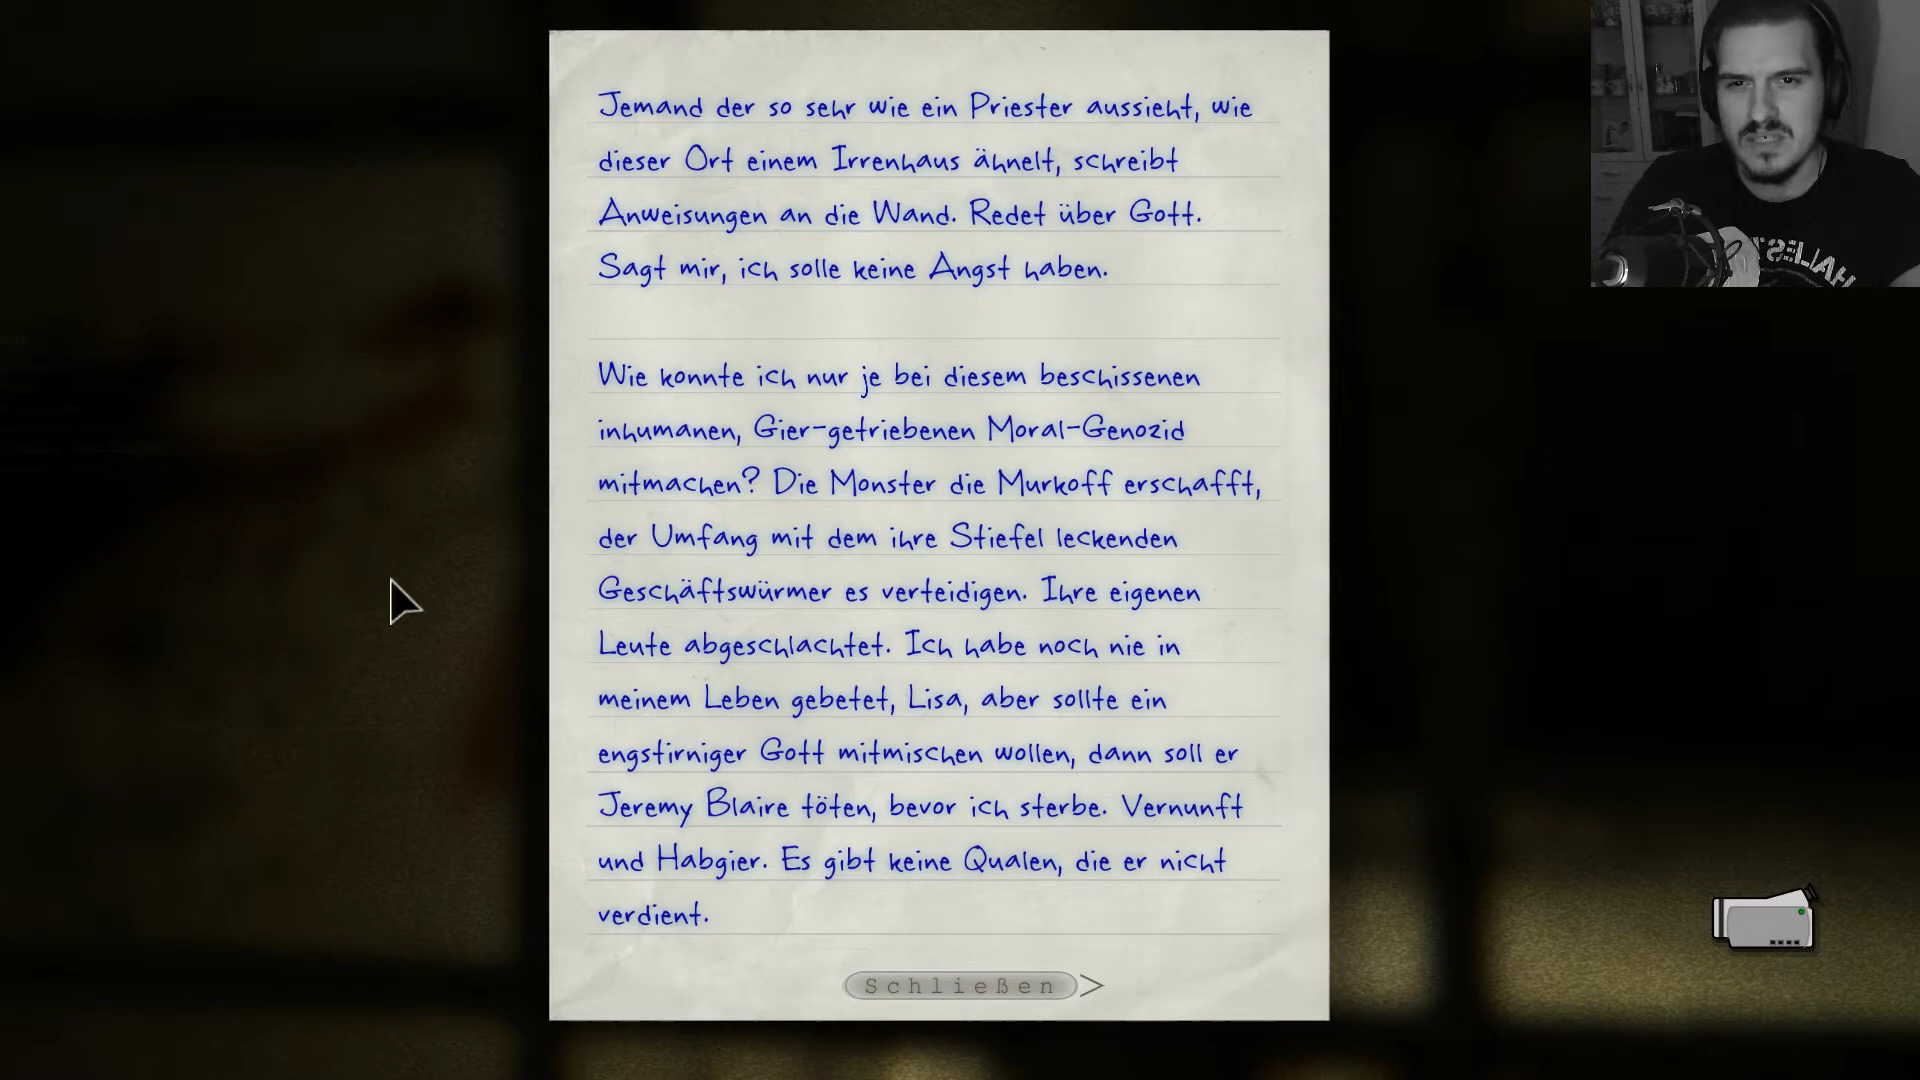 Jemand der so sehr wie ein Priester aussieht, wie
dieser Ort einem Irrenhaus ähnelt, schreibt
Anweisungen an die Wand. Redet über Gott.
Sagt mir, ich solle keine Angst haben.
Wie konnte ich nur je bei diesem beschissenen
inhumanen, Gier-getriebenen Moral-Genozid
mitmachen? Die Monster die Murkoff erschafft,
der Umfang mit dem ihre Stiefel leckenden
Geschäftswürmer es verteidigen. Ihre eigenen
Leute abgeschlachtet. Ich habe noch nie in
meinem Leben gebetet, Lisa, aber sollte ein
engstirniger Gott mitmischen wollen, dann soll er
Jeremy Blaire töten, bevor ich sterbe. Vernunft
und Habgier. Es gibt keine Qualen, die er nicht
verdient.
Schließen >